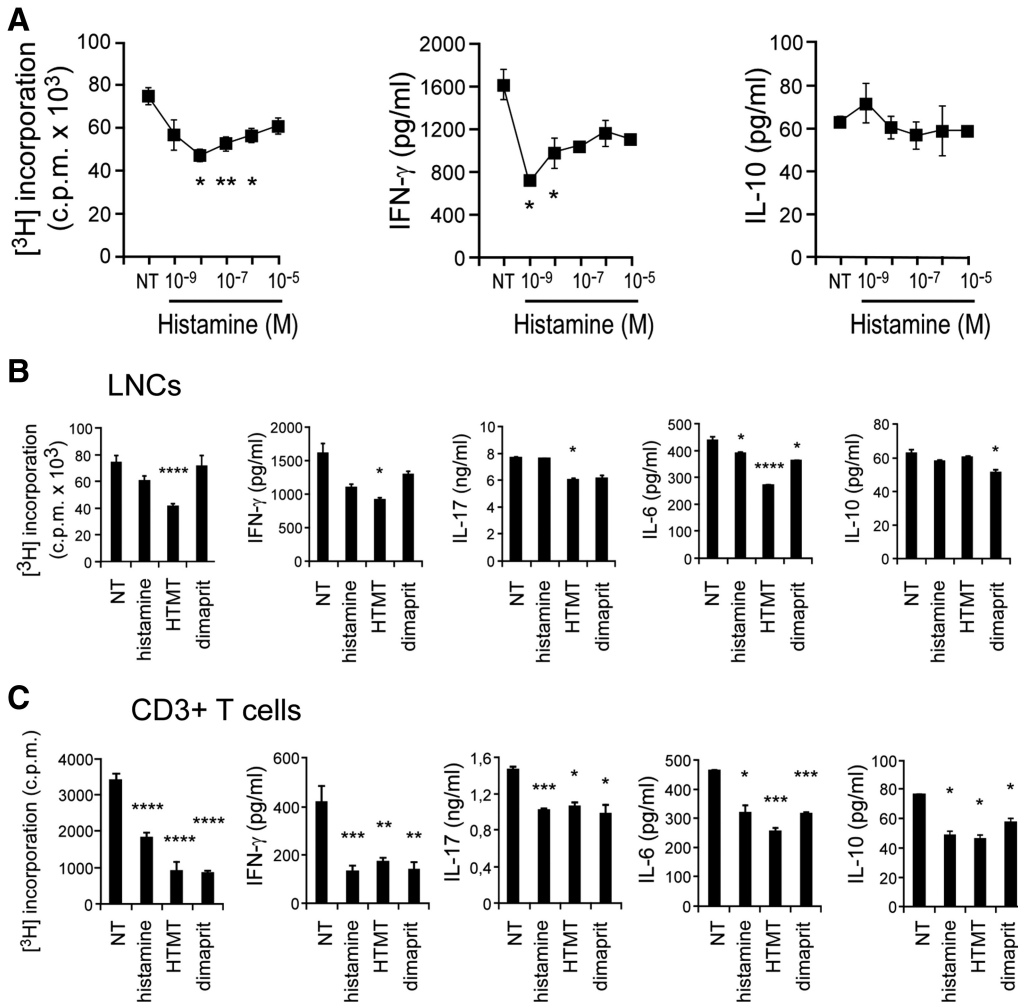 A
[³H] incorporation
(c.p.m. x 10³)
100
80
60
40
20
0
* ** *
NT 10⁻⁹ 10⁻⁷ 10⁻⁵
Histamine (M)
IFN-γ (pg/ml)
2000
1600
1200
800
400
0
*
*
NT 10⁻⁹ 10⁻⁷ 10⁻⁵
Histamine (M)
IL-10 (pg/ml)
100
80
60
40
20
0
NT 10⁻⁹ 10⁻⁷ 10⁻⁵
Histamine (M)
B
LNCs
[³H] incorporation
(c.p.m. x 10³)
100
80
60
40
20
0
****
NT
histamine
HTMT
dimaprit
IFN-γ (pg/ml)
2000
1500
1000
500
0
*
NT
histamine
HTMT
dimaprit
IL-17 (ng/ml)
10
8
6
4
2
0
*
NT
histamine
HTMT
dimaprit
IL-6 (pg/ml)
500
400
300
200
100
0
*
****
*
NT
histamine
HTMT
dimaprit
IL-10 (pg/ml)
80
60
40
20
0
*
NT
histamine
HTMT
dimaprit
C
CD3+ T cells
[³H] incorporation (c.p.m.)
4000
3000
2000
1000
0
****
****
****
NT
histamine
HTMT
dimaprit
IFN-γ (pg/ml)
600
400
200
0
***
**
**
NT
histamine
HTMT
dimaprit
IL-17 (ng/ml)
1,6
1,2
0,8
0,4
0
***
*
*
NT
histamine
HTMT
dimaprit
IL-6 (pg/ml)
500
400
300
200
100
0
*
***
***
NT
histamine
HTMT
dimaprit
IL-10 (pg/ml)
100
80
60
40
20
0
*
*
*
NT
histamine
HTMT
dimaprit